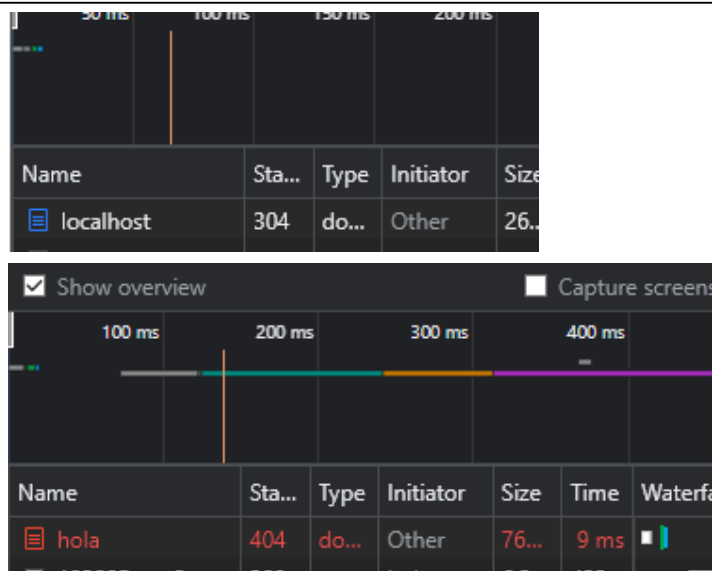 50 ms 100 ms 150 ms 200 ms
Name Sta... Type Initiator Size
localhost 304 do... Other 26..
Show overview Capture screens
100 ms 200 ms 300 ms 400 ms
Name Sta... Type Initiator Size Time Waterfa
hola 404 do... Other 76... 9 ms